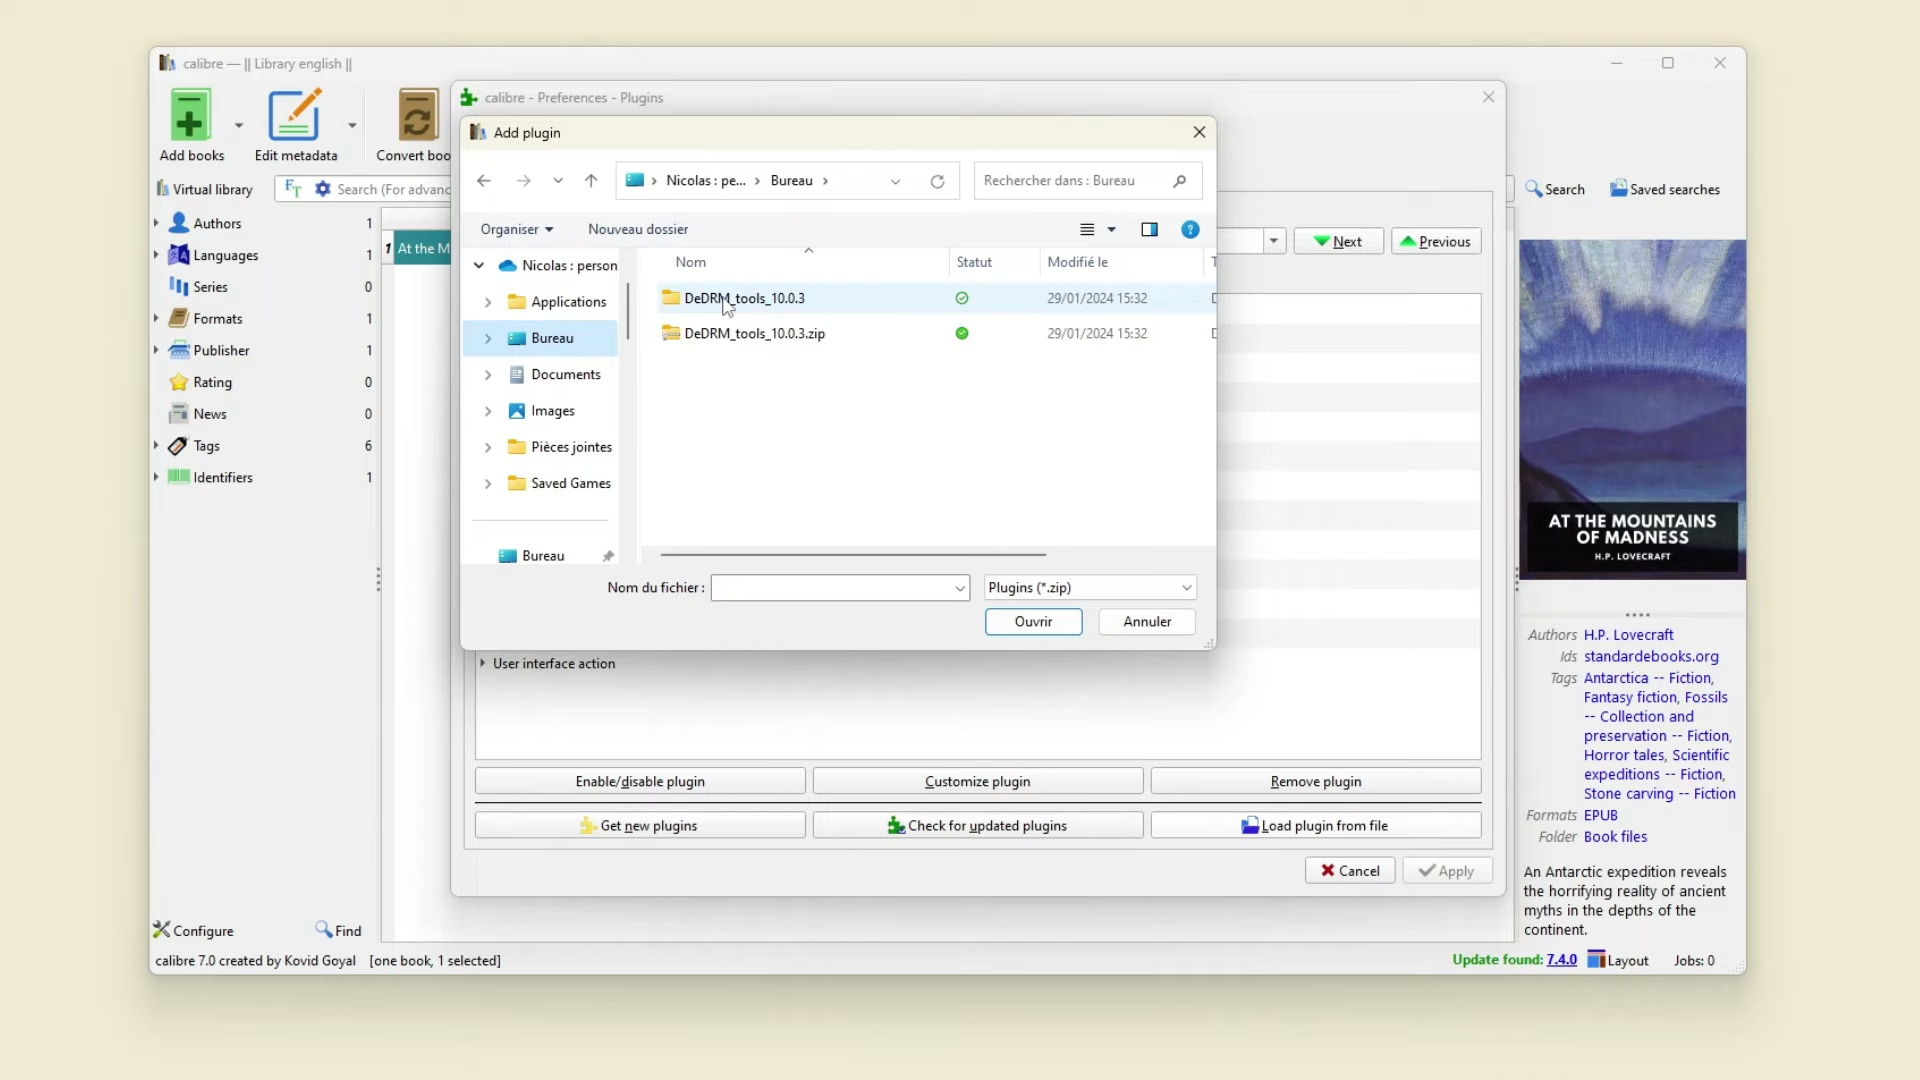 calibre — || Library english ||
Add books
Edit metadata
Convert boo
Virtual library
Search (For advanc
Search
Saved searches
Authors 1
Languages 1
Series 0
Formats 1
Publisher 1
Rating 0
News 0
Tags 6
Identifiers 1
1 At the M
calibre - Preferences - Plugins
Next
Previous
Add plugin
Nicolas : pe... › Bureau ›
Rechercher dans : Bureau
Organiser
Nouveau dossier
Nicolas : person
Applications
Bureau
Documents
Images
Pièces jointes
Saved Games
Bureau
Nom Statut Modifié le
DeDRM_tools_10.0.3 29/01/2024 15:32
DeDRM_tools_10.0.3.zip 29/01/2024 15:32
Nom du fichier :
Plugins (*.zip)
Ouvrir
Annuler
User interface action
Enable/disable plugin
Customize plugin
Remove plugin
Get new plugins
Check for updated plugins
Load plugin from file
Cancel
Apply
AT THE MOUNTAINS
OF MADNESS
H.P. LOVECRAFT
Authors H.P. Lovecraft
Ids standardebooks.org
Tags Antarctica -- Fiction,
Fantasy fiction, Fossils
-- Collection and
preservation -- Fiction,
Horror tales, Scientific
expeditions -- Fiction,
Stone carving -- Fiction
Formats EPUB
Folder Book files
An Antarctic expedition reveals
the horrifying reality of ancient
myths in the depths of the
continent.
Configure
Find
calibre 7.0 created by Kovid Goyal [one book, 1 selected]
Update found: 7.4.0
Layout
Jobs: 0